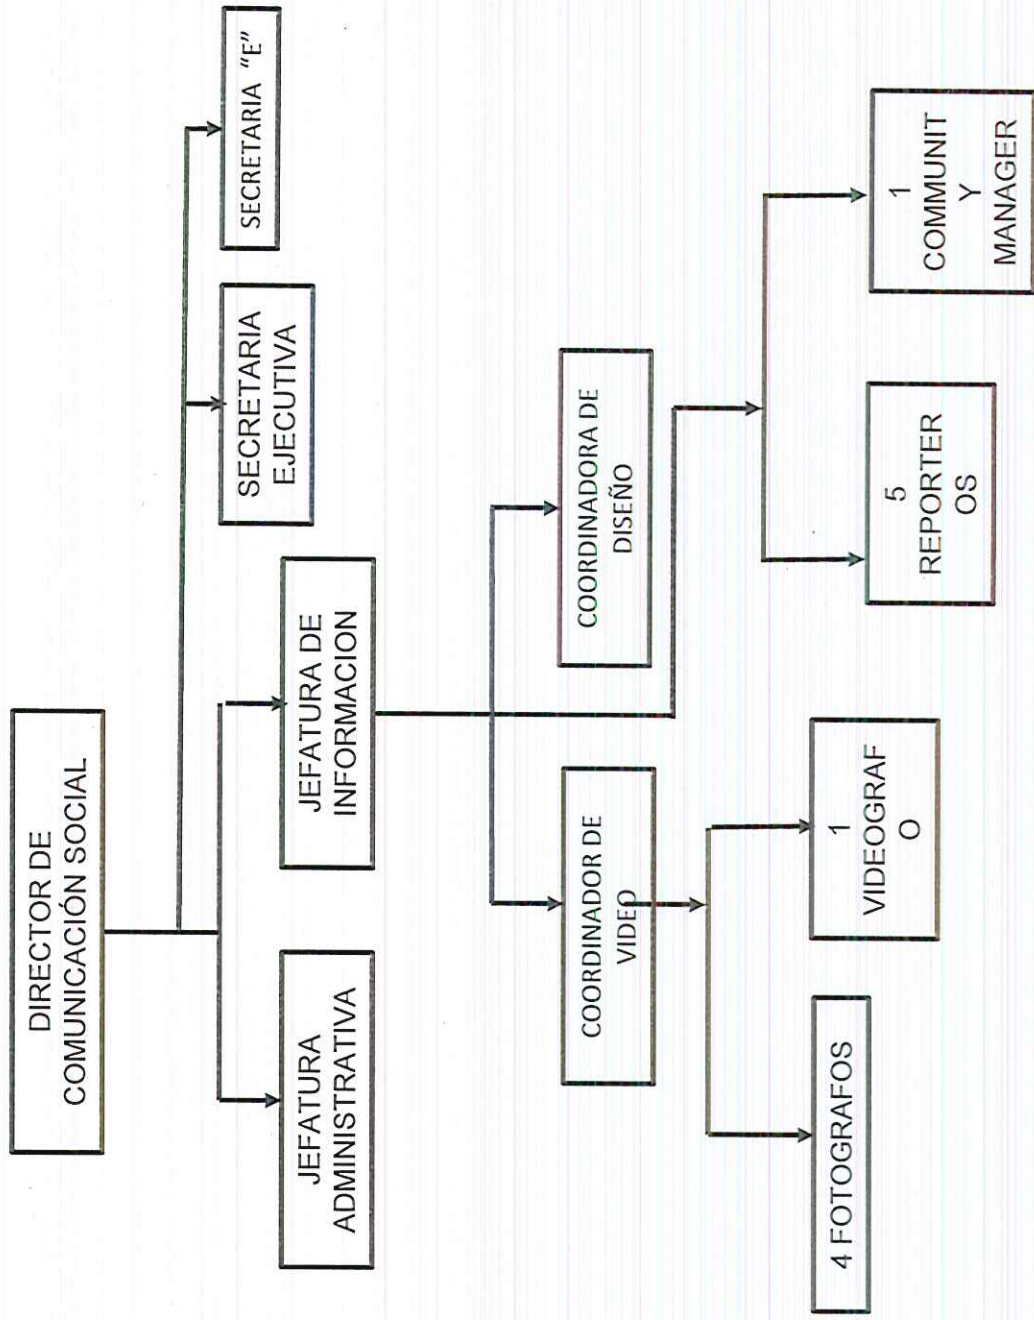 DIRECTOR DE
COMUNICACIÓN SOCIAL
SECRETARIA "E"
SECRETARIA
EJECUTIVA
JEFATURA DE
INFORMACION
JEFATURA
ADMINISTRATIVA
COORDINADOR DE
VIDEO
COORDINADORA DE
DISEÑO
4 FOTOGRAFOS
1
VIDEOGRAF
O
5
REPORTER
OS
1
COMMUNIT
Y
MANAGER